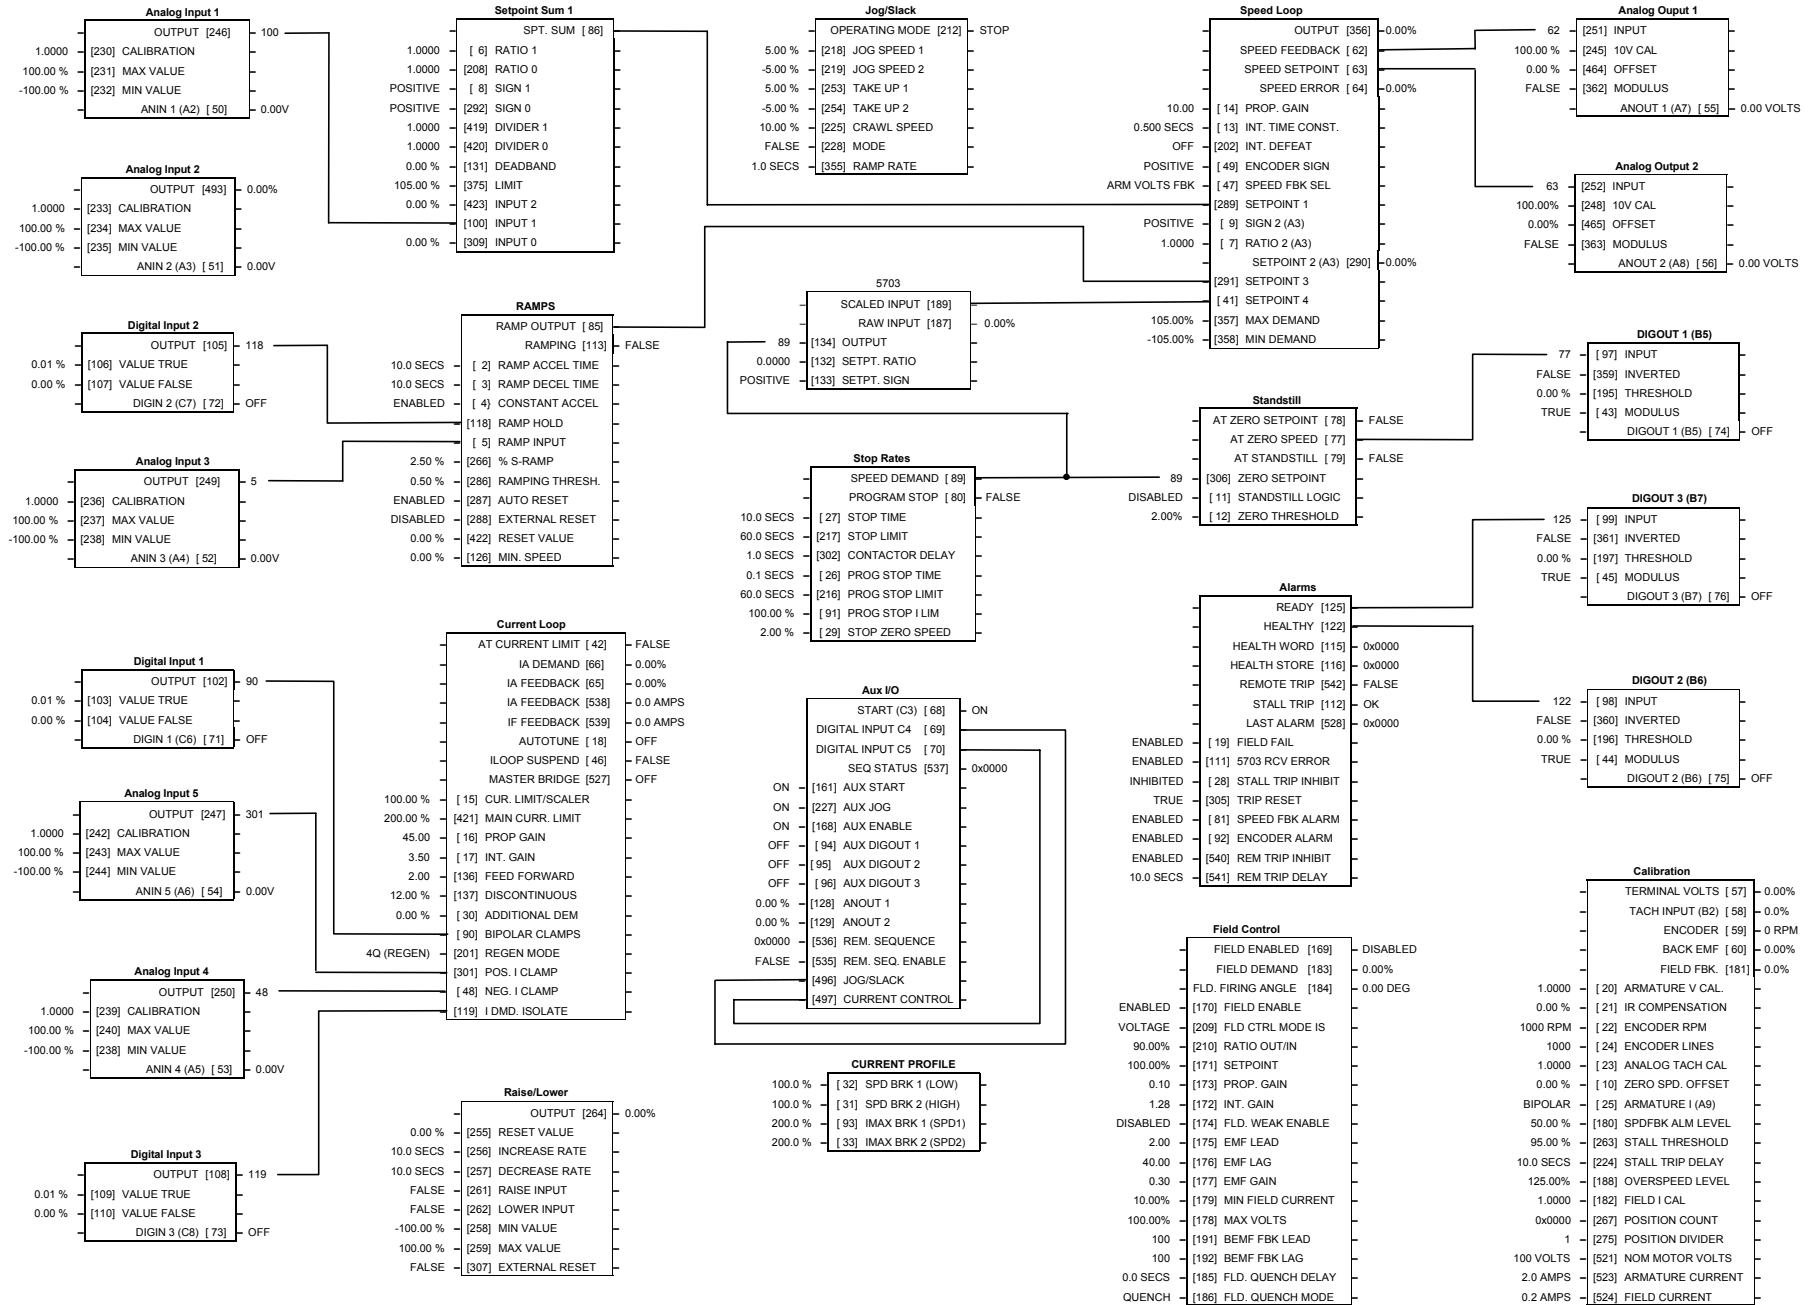 Analog Input 1
OUTPUT [246] 100
1.0000 [230] CALIBRATION
100.00 % [231] MAX VALUE
-100.00 % [232] MIN VALUE
ANIN 1 (A2) [ 50] 0.00V
Analog Input 2
OUTPUT [493] 0.00%
1.0000 [233] CALIBRATION
100.00 % [234] MAX VALUE
-100.00 % [235] MIN VALUE
ANIN 2 (A3) [ 51] 0.00V
Digital Input 2
OUTPUT [105] 118
0.01 % [106] VALUE TRUE
0.00 % [107] VALUE FALSE
DIGIN 2 (C7) [ 72] OFF
Analog Input 3
OUTPUT [249] 5
1.0000 [236] CALIBRATION
100.00 % [237] MAX VALUE
-100.00 % [238] MIN VALUE
ANIN 3 (A4) [ 52] 0.00V
Digital Input 1
OUTPUT [102] 90
0.01 % [103] VALUE TRUE
0.00 % [104] VALUE FALSE
DIGIN 1 (C6) [ 71] OFF
Analog Input 5
OUTPUT [247] 301
1.0000 [242] CALIBRATION
100.00 % [243] MAX VALUE
-100.00 % [244] MIN VALUE
ANIN 5 (A6) [ 54] 0.00V
Analog Input 4
OUTPUT [250] 48
1.0000 [239] CALIBRATION
100.00 % [240] MAX VALUE
-100.00 % [238] MIN VALUE
ANIN 4 (A5) [ 53] 0.00V
Digital Input 3
OUTPUT [108] 119
0.01 % [109] VALUE TRUE
0.00 % [110] VALUE FALSE
DIGIN 3 (C8) [ 73] OFF
Setpoint Sum 1
SPT. SUM [ 86]
1.0000 [ 6] RATIO 1
1.0000 [208] RATIO 0
POSITIVE [ 8] SIGN 1
POSITIVE [292] SIGN 0
1.0000 [419] DIVIDER 1
1.0000 [420] DIVIDER 0
0.00 % [131] DEADBAND
105.00 % [375] LIMIT
0.00 % [423] INPUT 2
[100] INPUT 1
0.00 % [309] INPUT 0
RAMPS
RAMP OUTPUT [ 85]
RAMPING [113] FALSE
10.0 SECS [ 2] RAMP ACCEL TIME
10.0 SECS [ 3] RAMP DECEL TIME
ENABLED [ 4} CONSTANT ACCEL
[118] RAMP HOLD
[ 5] RAMP INPUT
2.50 % [266] % S-RAMP
0.50 % [286] RAMPING THRESH.
ENABLED [287] AUTO RESET
DISABLED [288] EXTERNAL RESET
0.00 % [422] RESET VALUE
0.00 % [126] MIN. SPEED
Current Loop
AT CURRENT LIMIT [ 42] FALSE
IA DEMAND [66] 0.00%
IA FEEDBACK [65] 0.00%
IA FEEDBACK [538] 0.0 AMPS
IF FEEDBACK [539] 0.0 AMPS
AUTOTUNE [ 18] OFF
ILOOP SUSPEND [ 46] FALSE
MASTER BRIDGE [527] OFF
100.00 % [ 15] CUR. LIMIT/SCALER
200.00 % [421] MAIN CURR. LIMIT
45.00 [ 16] PROP GAIN
3.50 [ 17] INT. GAIN
2.00 [136] FEED FORWARD
12.00 % [137] DISCONTINUOUS
0.00 % [ 30] ADDITIONAL DEM
[ 90] BIPOLAR CLAMPS
4Q (REGEN) [201] REGEN MODE
[301] POS. I CLAMP
[ 48] NEG. I CLAMP
[119] I DMD. ISOLATE
Raise/Lower
OUTPUT [264] 0.00%
0.00 % [255] RESET VALUE
10.0 SECS [256] INCREASE RATE
10.0 SECS [257] DECREASE RATE
FALSE [261] RAISE INPUT
FALSE [262] LOWER INPUT
-100.00 % [258] MIN VALUE
100.00 % [259] MAX VALUE
FALSE [307] EXTERNAL RESET
Jog/Slack
OPERATING MODE [212] STOP
5.00 % [218] JOG SPEED 1
-5.00 % [219] JOG SPEED 2
5.00 % [253] TAKE UP 1
-5.00 % [254] TAKE UP 2
10.00 % [225] CRAWL SPEED
FALSE [228] MODE
1.0 SECS [355] RAMP RATE
5703
SCALED INPUT [189]
RAW INPUT [187] 0.00%
89 [134] OUTPUT
0.0000 [132] SETPT. RATIO
POSITIVE [133] SETPT. SIGN
Stop Rates
SPEED DEMAND [ 89]
PROGRAM STOP [ 80] FALSE
10.0 SECS [ 27] STOP TIME
60.0 SECS [217] STOP LIMIT
1.0 SECS [302] CONTACTOR DELAY
0.1 SECS [ 26] PROG STOP TIME
60.0 SECS [216] PROG STOP LIMIT
100.00 % [ 91] PROG STOP I LIM
2.00 % [ 29] STOP ZERO SPEED
Aux I/O
START (C3) [ 68] ON
DIGITAL INPUT C4 [ 69]
DIGITAL INPUT C5 [ 70]
SEQ STATUS [537] 0x0000
ON [161] AUX START
ON [227] AUX JOG
ON [168] AUX ENABLE
OFF [ 94] AUX DIGOUT 1
OFF [ 95] AUX DIGOUT 2
OFF [ 96] AUX DIGOUT 3
0.00 % [128] ANOUT 1
0.00 % [129] ANOUT 2
0x0000 [536] REM. SEQUENCE
FALSE [535] REM. SEQ. ENABLE
[496] JOG/SLACK
[497] CURRENT CONTROL
CURRENT PROFILE
100.0 % [ 32] SPD BRK 1 (LOW)
100.0 % [ 31] SPD BRK 2 (HIGH)
200.0 % [ 93] IMAX BRK 1 (SPD1)
200.0 % [ 33] IMAX BRK 2 (SPD2)
Speed Loop
OUTPUT [356] 0.00%
SPEED FEEDBACK [ 62]
SPEED SETPOINT [ 63]
SPEED ERROR [ 64] 0.00%
10.00 [ 14] PROP. GAIN
0.500 SECS [ 13] INT. TIME CONST.
OFF [202] INT. DEFEAT
POSITIVE [ 49] ENCODER SIGN
ARM VOLTS FBK [ 47] SPEED FBK SEL
[289] SETPOINT 1
POSITIVE [ 9] SIGN 2 (A3)
1.0000 [ 7] RATIO 2 (A3)
SETPOINT 2 (A3) [290] 0.00%
[291] SETPOINT 3
[ 41] SETPOINT 4
105.00% [357] MAX DEMAND
-105.00% [358] MIN DEMAND
Standstill
AT ZERO SETPOINT [ 78] FALSE
AT ZERO SPEED [ 77]
AT STANDSTILL [ 79] FALSE
89 [306] ZERO SETPOINT
DISABLED [ 11] STANDSTILL LOGIC
2.00% [ 12] ZERO THRESHOLD
Alarms
READY [125]
HEALTHY [122]
HEALTH WORD [115] 0x0000
HEALTH STORE [116] 0x0000
REMOTE TRIP [542] FALSE
STALL TRIP [112] OK
LAST ALARM [528] 0x0000
ENABLED [ 19] FIELD FAIL
ENABLED [111] 5703 RCV ERROR
INHIBITED [ 28] STALL TRIP INHIBIT
TRUE [305] TRIP RESET
ENABLED [ 81] SPEED FBK ALARM
ENABLED [ 92] ENCODER ALARM
ENABLED [540] REM TRIP INHIBIT
10.0 SECS [541] REM TRIP DELAY
Field Control
FIELD ENABLED [169] DISABLED
FIELD DEMAND [183] 0.00%
FLD. FIRING ANGLE [184] 0.00 DEG
ENABLED [170] FIELD ENABLE
VOLTAGE [209] FLD CTRL MODE IS
90.00% [210] RATIO OUT/IN
100.00% [171] SETPOINT
0.10 [173] PROP. GAIN
1.28 [172] INT. GAIN
DISABLED [174] FLD. WEAK ENABLE
2.00 [175] EMF LEAD
40.00 [176] EMF LAG
0.30 [177] EMF GAIN
10.00% [179] MIN FIELD CURRENT
100.00% [178] MAX VOLTS
100 [191] BEMF FBK LEAD
100 [192] BEMF FBK LAG
0.0 SECS [185] FLD. QUENCH DELAY
QUENCH [186] FLD. QUENCH MODE
Analog Ouput 1
62 [251] INPUT
100.00 % [245] 10V CAL
0.00 % [464] OFFSET
FALSE [362] MODULUS
ANOUT 1 (A7) [ 55] 0.00 VOLTS
Analog Output 2
63 [252] INPUT
100.00% [248] 10V CAL
0.00% [465] OFFSET
FALSE [363] MODULUS
ANOUT 2 (A8) [ 56] 0.00 VOLTS
DIGOUT 1 (B5)
77 [ 97] INPUT
FALSE [359] INVERTED
0.00 % [195] THRESHOLD
TRUE [ 43] MODULUS
DIGOUT 1 (B5) [ 74] OFF
DIGOUT 3 (B7)
125 [ 99] INPUT
FALSE [361] INVERTED
0.00 % [197] THRESHOLD
TRUE [ 45] MODULUS
DIGOUT 3 (B7) [ 76] OFF
DIGOUT 2 (B6)
122 [ 98] INPUT
FALSE [360] INVERTED
0.00 % [196] THRESHOLD
TRUE [ 44] MODULUS
DIGOUT 2 (B6) [ 75] OFF
Calibration
TERMINAL VOLTS [ 57] 0.00%
TACH INPUT (B2) [ 58] 0.0%
ENCODER [ 59] 0 RPM
BACK EMF [ 60] 0.00%
FIELD FBK. [181] 0.0%
1.0000 [ 20] ARMATURE V CAL.
0.00 % [ 21] IR COMPENSATION
1000 RPM [ 22] ENCODER RPM
1000 [ 24] ENCODER LINES
1.0000 [ 23] ANALOG TACH CAL
0.00 % [ 10] ZERO SPD. OFFSET
BIPOLAR [ 25] ARMATURE I (A9)
50.00 % [180] SPDFBK ALM LEVEL
95.00 % [263] STALL THRESHOLD
10.0 SECS [224] STALL TRIP DELAY
125.00% [188] OVERSPEED LEVEL
1.0000 [182] FIELD I CAL
0x0000 [267] POSITION COUNT
1 [275] POSITION DIVIDER
100 VOLTS [521] NOM MOTOR VOLTS
2.0 AMPS [523] ARMATURE CURRENT
0.2 AMPS [524] FIELD CURRENT